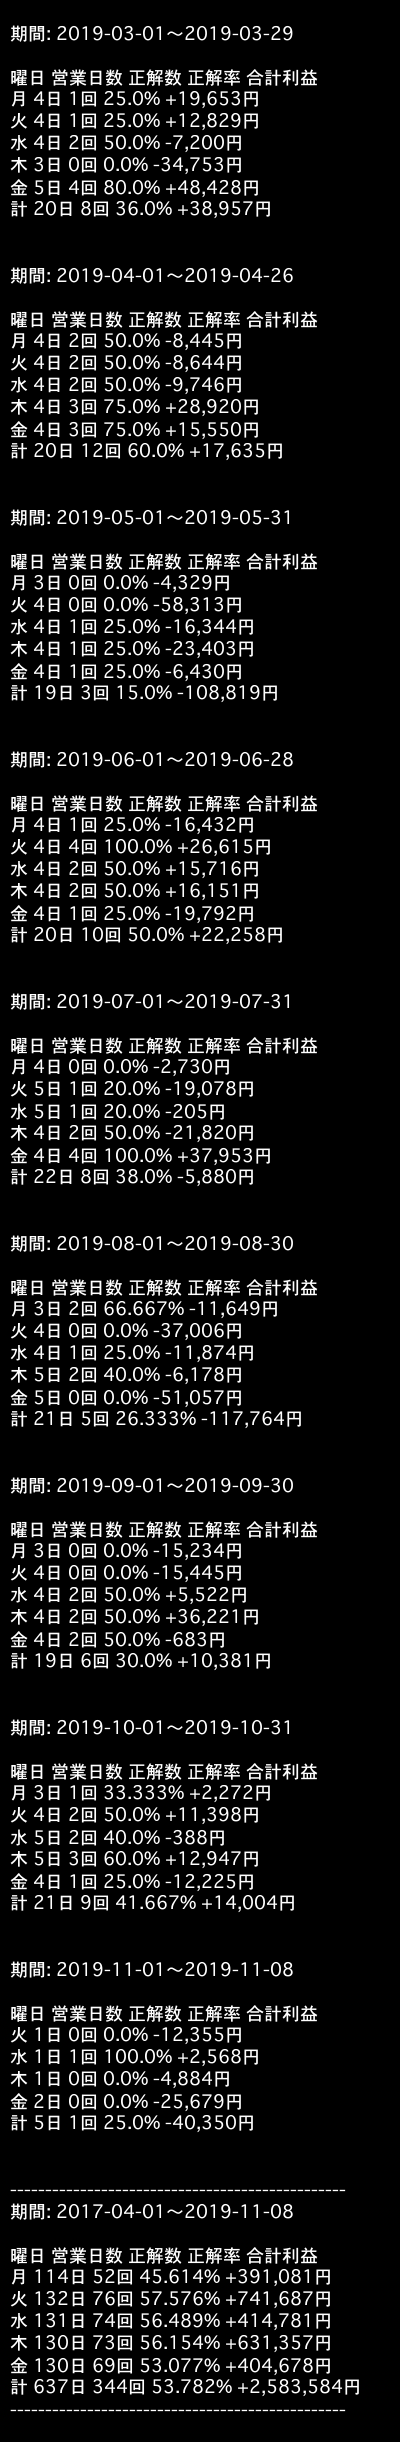 期間: 2019-03-01～2019-03-29
曜日 営業日数 正解数 正解率 合計利益
月 4日 1回 25.0% +19,653円
火 4日 1回 25.0% +12,829円
水 4日 2回 50.0% -7,200円
木 3日 0回 0.0% -34,753円
金 5日 4回 80.0% +48,428円
計 20日 8回 36.0% +38,957円
期間: 2019-04-01～2019-04-26
曜日 営業日数 正解数 正解率 合計利益
月 4日 2回 50.0% -8,445円
火 4日 2回 50.0% -8,644円
水 4日 2回 50.0% -9,746円
木 4日 3回 75.0% +28,920円
金 4日 3回 75.0% +15,550円
計 20日 12回 60.0% +17,635円
期間: 2019-05-01～2019-05-31
曜日 営業日数 正解数 正解率 合計利益
月 3日 0回 0.0% -4,329円
火 4日 0回 0.0% -58,313円
水 4日 1回 25.0% -16,344円
木 4日 1回 25.0% -23,403円
金 4日 1回 25.0% -6,430円
計 19日 3回 15.0% -108,819円
期間: 2019-06-01～2019-06-28
曜日 営業日数 正解数 正解率 合計利益
月 4日 1回 25.0% -16,432円
火 4日 4回 100.0% +26,615円
水 4日 2回 50.0% +15,716円
木 4日 2回 50.0% +16,151円
金 4日 1回 25.0% -19,792円
計 20日 10回 50.0% +22,258円
期間: 2019-07-01～2019-07-31
曜日 営業日数 正解数 正解率 合計利益
月 4日 0回 0.0% -2,730円
火 5日 1回 20.0% -19,078円
水 5日 1回 20.0% -205円
木 4日 2回 50.0% -21,820円
金 4日 4回 100.0% +37,953円
計 22日 8回 38.0% -5,880円
期間: 2019-08-01～2019-08-30
曜日 営業日数 正解数 正解率 合計利益
月 3日 2回 66.667% -11,649円
火 4日 0回 0.0% -37,006円
水 4日 1回 25.0% -11,874円
木 5日 2回 40.0% -6,178円
金 5日 0回 0.0% -51,057円
計 21日 5回 26.333% -117,764円
期間: 2019-09-01～2019-09-30
曜日 営業日数 正解数 正解率 合計利益
月 3日 0回 0.0% -15,234円
火 4日 0回 0.0% -15,445円
水 4日 2回 50.0% +5,522円
木 4日 2回 50.0% +36,221円
金 4日 2回 50.0% -683円
計 19日 6回 30.0% +10,381円
期間: 2019-10-01～2019-10-31
曜日 営業日数 正解数 正解率 合計利益
月 3日 1回 33.333% +2,272円
火 4日 2回 50.0% +11,398円
水 5日 2回 40.0% -388円
木 5日 3回 60.0% +12,947円
金 4日 1回 25.0% -12,225円
計 21日 9回 41.667% +14,004円
期間: 2019-11-01～2019-11-08
曜日 営業日数 正解数 正解率 合計利益
火 1日 0回 0.0% -12,355円
水 1日 1回 100.0% +2,568円
木 1日 0回 0.0% -4,884円
金 2日 0回 0.0% -25,679円
計 5日 1回 25.0% -40,350円
------------------------------------------------
期間: 2017-04-01～2019-11-08
曜日 営業日数 正解数 正解率 合計利益
月 114日 52回 45.614% +391,081円
火 132日 76回 57.576% +741,687円
水 131日 74回 56.489% +414,781円
木 130日 73回 56.154% +631,357円
金 130日 69回 53.077% +404,678円
計 637日 344回 53.782% +2,583,584円
------------------------------------------------